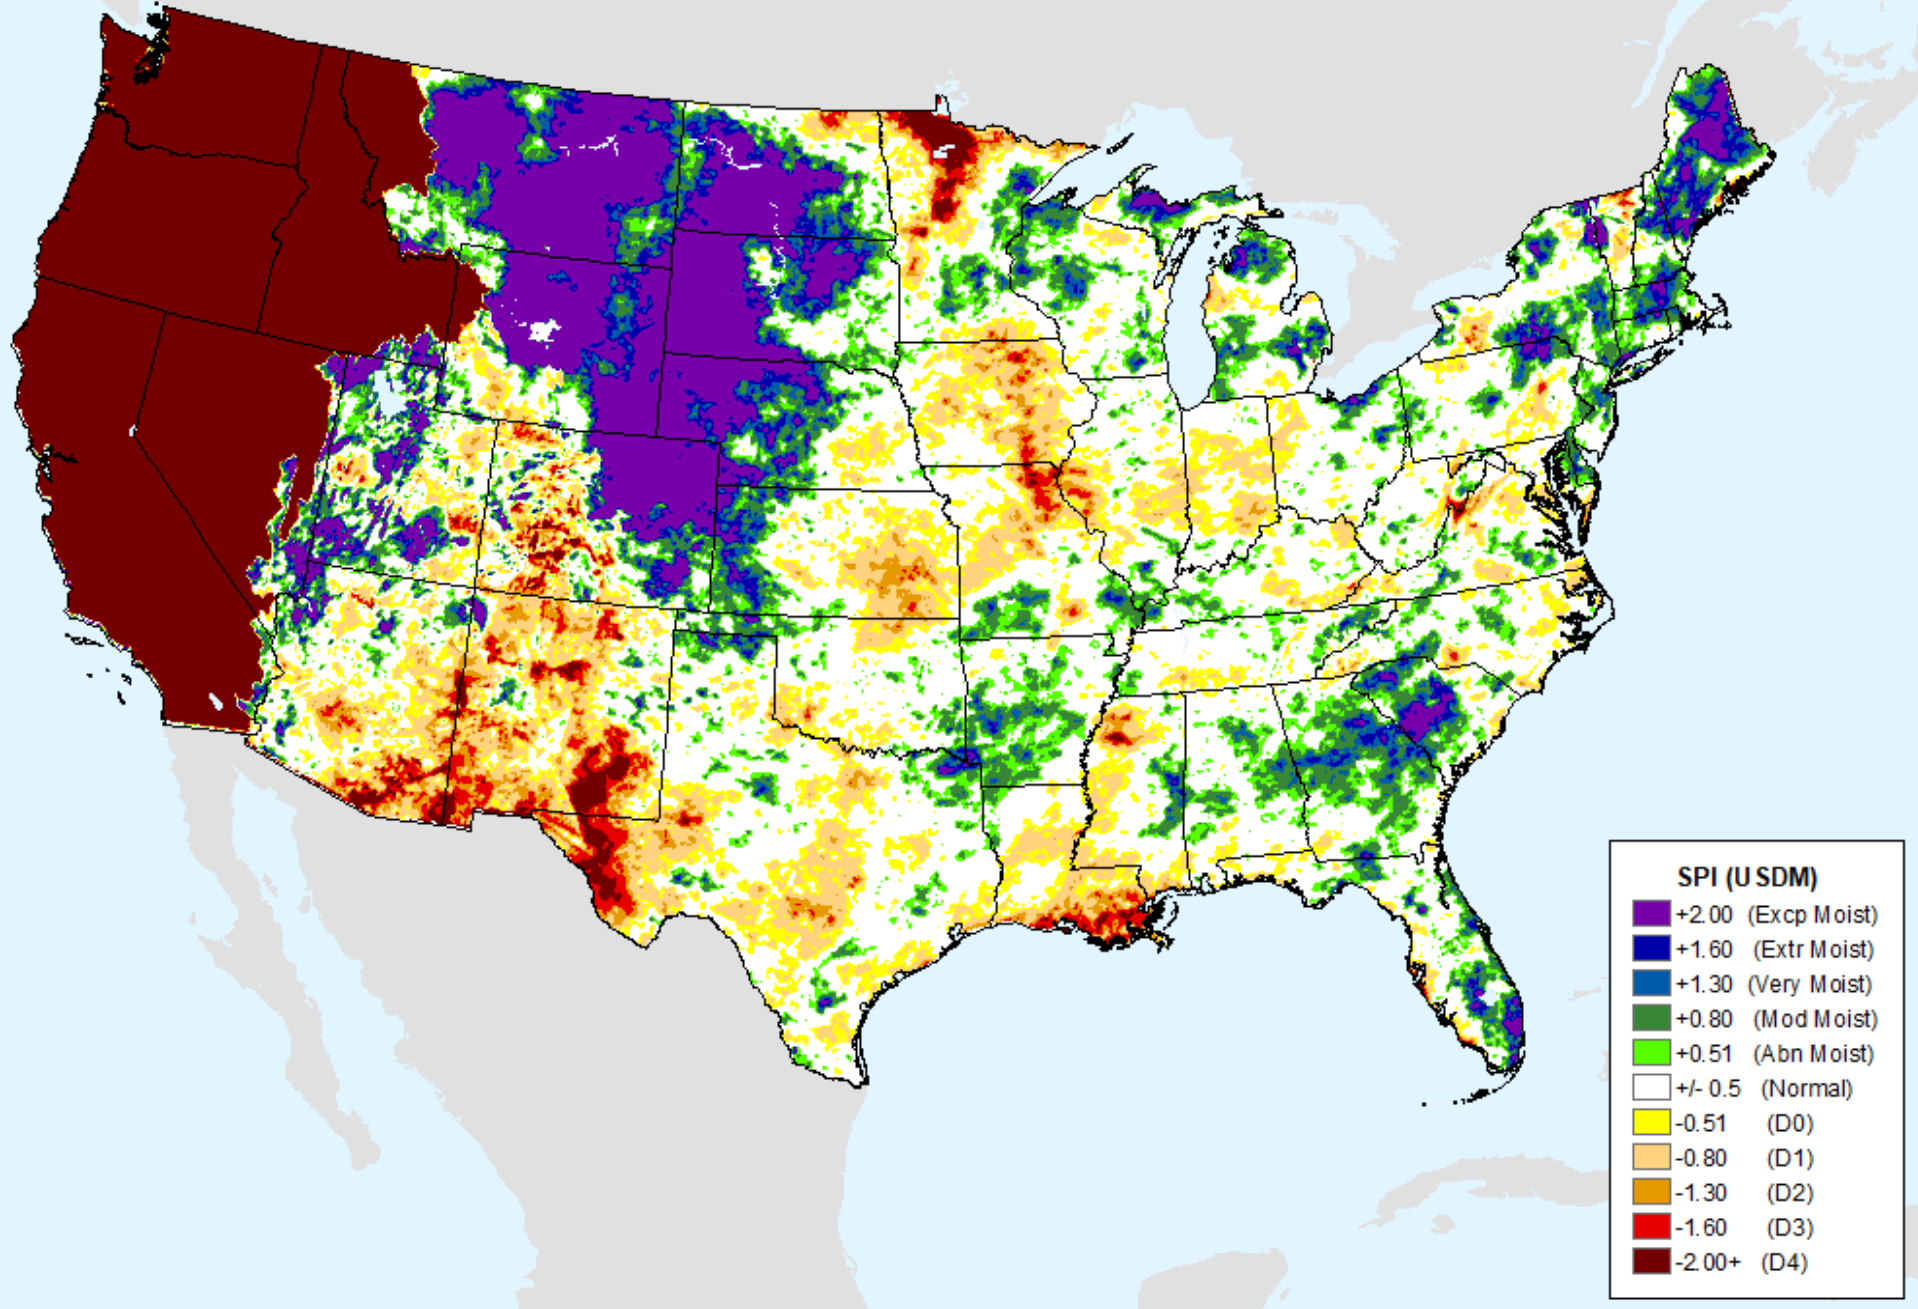 SPI (USDM)
+2.00 (Excp Moist)
+1.60 (Extr Moist)
+1.30 (Very Moist)
+0.80 (Mod Moist)
+0.51 (Abn Moist)
+/- 0.5 (Normal)
-0.51 (D0)
-0.80 (D1)
-1.30 (D2)
-1.60 (D3)
-2.00+ (D4)